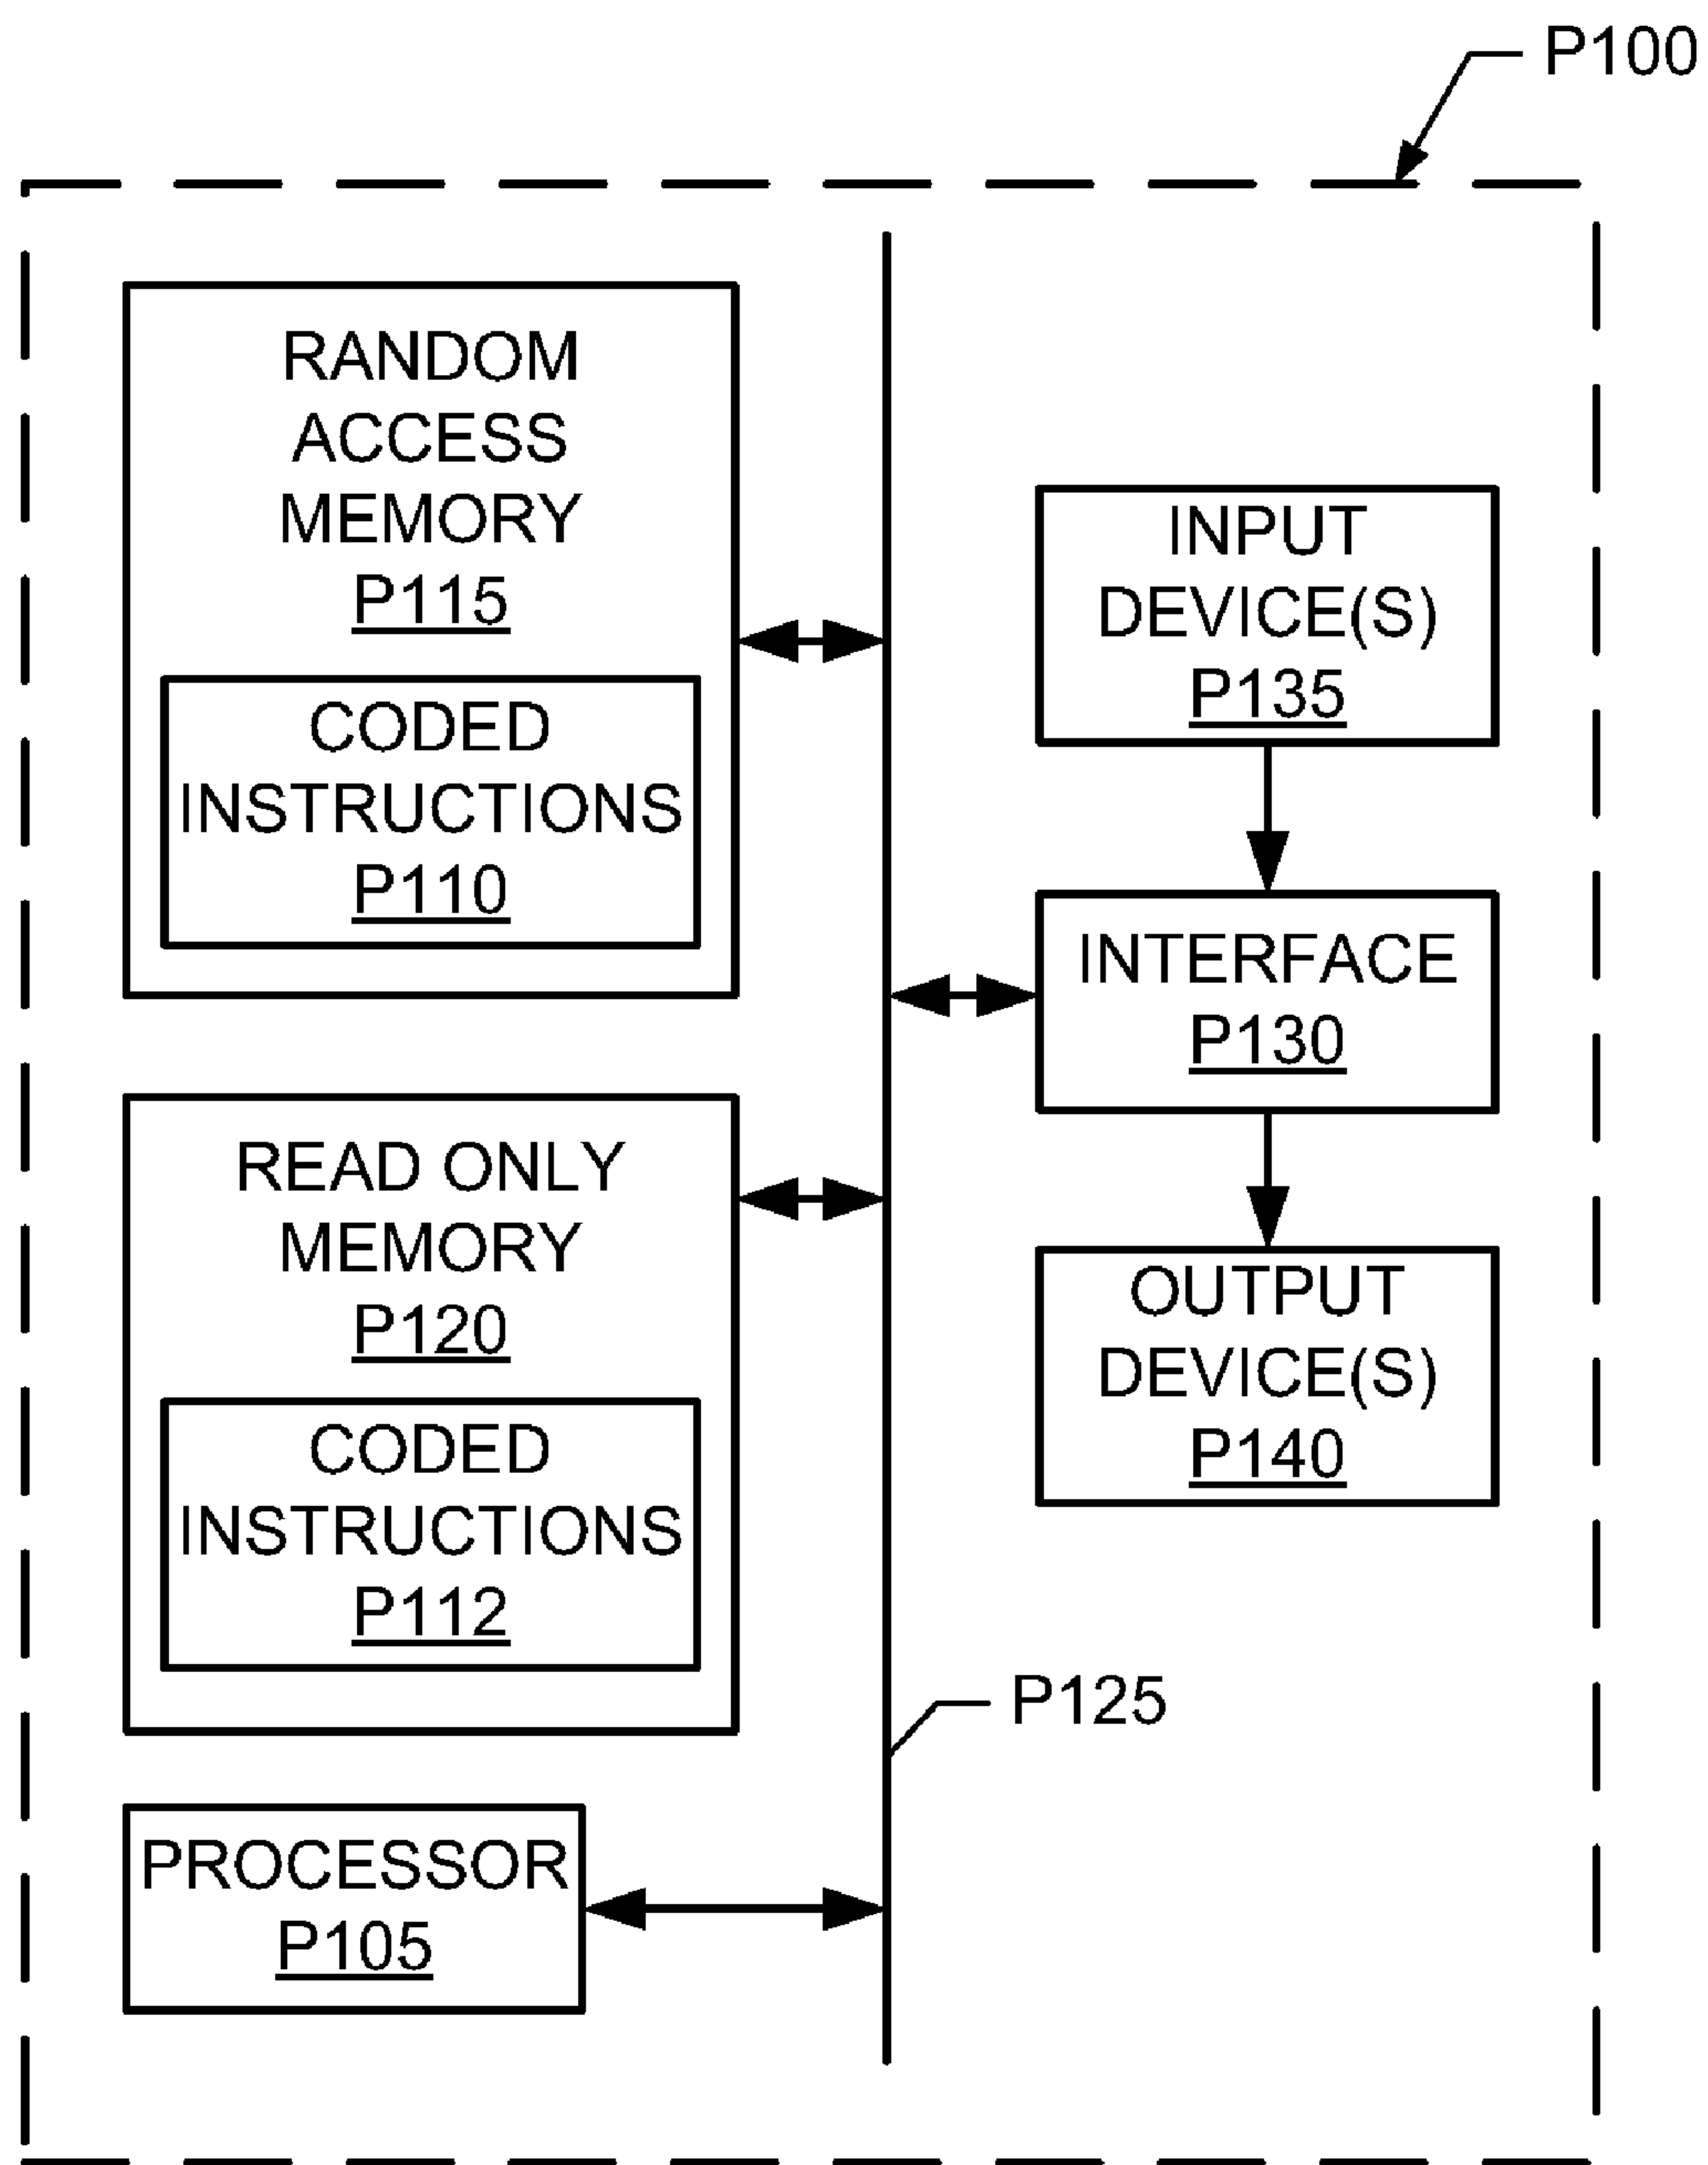 P100
RANDOM
ACCESS
MEMORY
P115
CODED
INSTRUCTIONS
P110
READ ONLY
MEMORY
P120
CODED
INSTRUCTIONS
P112
PROCESSOR
P105
INPUT
DEVICE(S)
P135
INTERFACE
P130
OUTPUT
DEVICE(S)
P140
P125